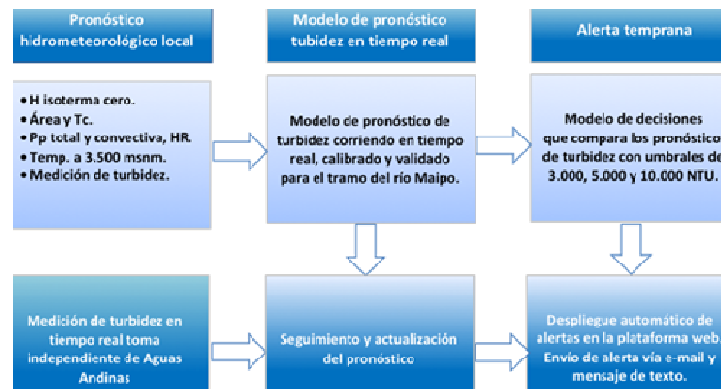 Pronóstico
hidrometeorológico local
Modelo de pronóstico
tubidez en tiempo real
Alerta temprana
• H isoterma cero.
• Área y Tc.
• Pp total y convectiva, HR.
• Temp. a 3.500 msnm.
• Medición de turbidez.
Modelo de pronóstico de
turbidez corriendo en tiempo
real, calibrado y validado
para el tramo del río Maipo.
Modelo de decisiones
que compara los pronóstico
de turbidez con umbrales de
3.000, 5.000 y 10.000 NTU.
Medición de turbidez en
tiempo real toma
independiente de Aguas
Andinas
Seguimiento y actualización
del pronóstico
Despliegue automático de
alertas en la plataforma web.
Envío de alerta vía e-mail y
mensaje de texto.